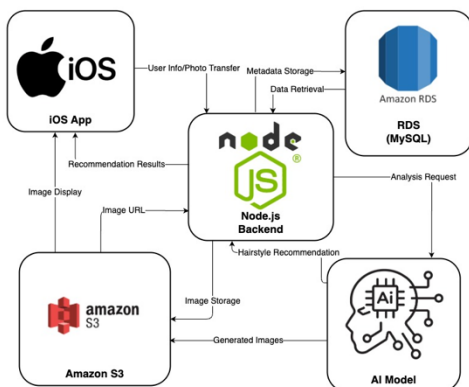 iOS
iOS App
User Info/Photo Transfer
Metadata Storage
Data Retrieval
Amazon RDS
RDS
(MySQL)
node
JS
®
Node.js
Backend
Recommendation Results
Analysis Request
Image Display
Image URL
Hairstyle Recommendation
Image Storage
amazon
S3
Amazon S3
Generated Images
Ai
AI Model